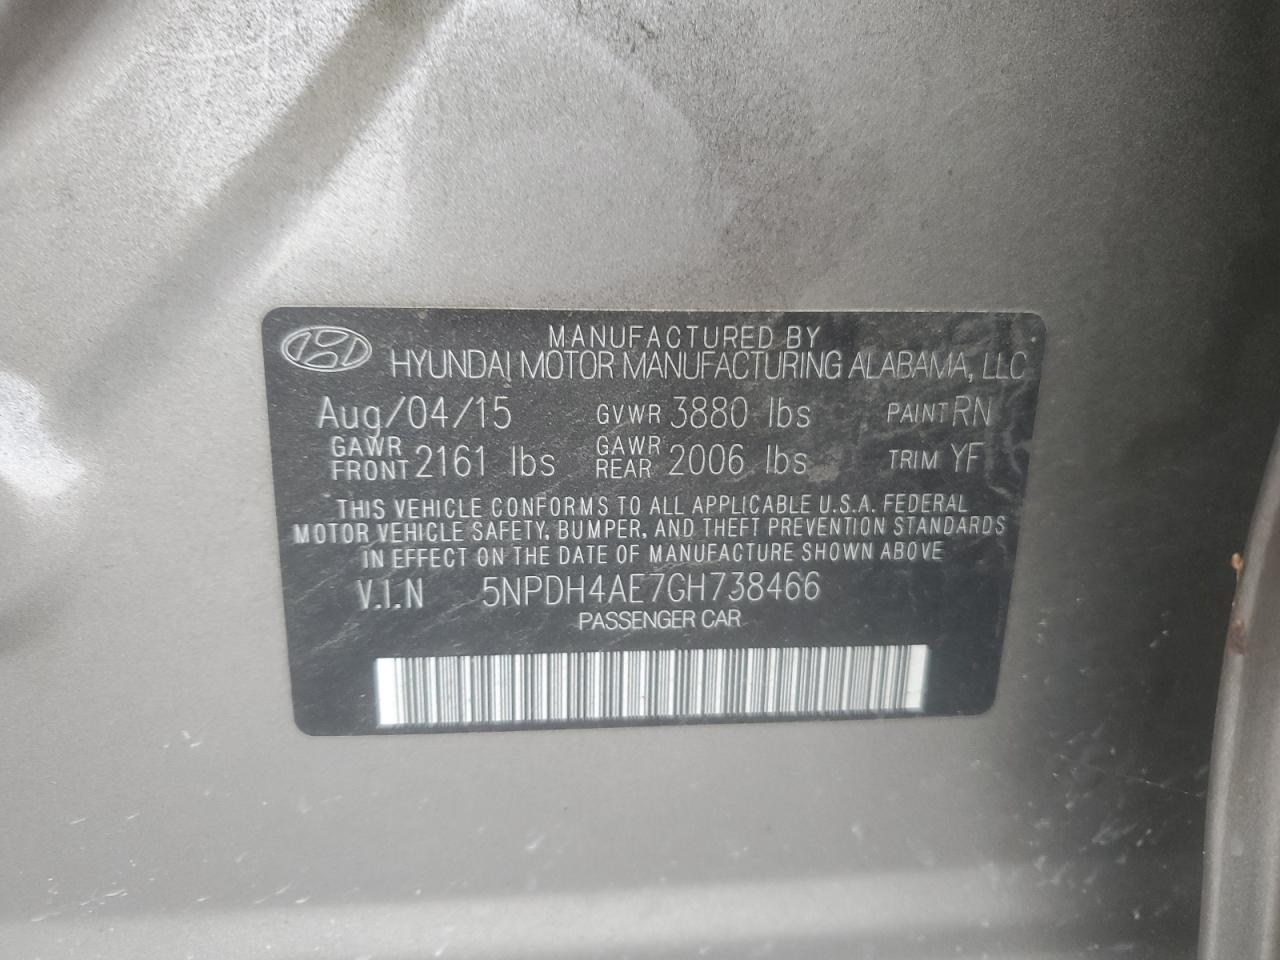 MANUFACTURED BY
HYUNDAI MOTOR MANUFACTURING ALABAMA, LLC
Aug/04/15 GVWR 3880 lbs PAINT RN
GAWR FRONT 2161 lbs GAWR REAR 2006 lbs TRIM YF
THIS VEHICLE CONFORMS TO ALL APPLICABLE U.S.A. FEDERAL
MOTOR VEHICLE SAFETY, BUMPER, AND THEFT PREVENTION STANDARDS
IN EFFECT ON THE DATE OF MANUFACTURE SHOWN ABOVE
V.I.N 5NPDH4AE7GH738466
PASSENGER CAR